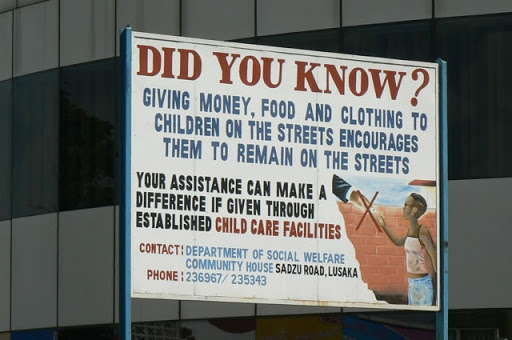 DID YOU KNOW?
GIVING MONEY, FOOD AND CLOTHING TO
CHILDREN ON THE STREETS ENCOURAGES
THEM TO REMAIN ON THE STREETS
YOUR ASSISTANCE CAN MAKE A
DIFFERENCE IF GIVEN THROUGH
ESTABLISHED CHILD CARE FACILITIES
CONTACT: DEPARTMENT OF SOCIAL WELFARE
COMMUNITY HOUSE SADZU ROAD, LUSAKA
PHONE: 236967/ 235343